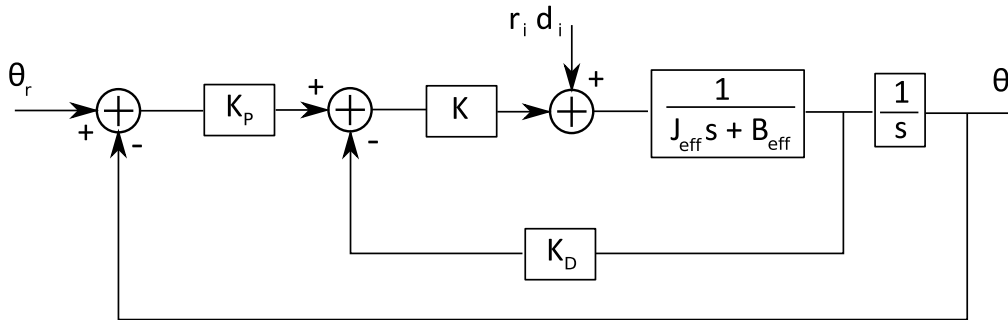 r_i d_i
θ_r
+
-
K_P
+
-
K
+
1
J_eff s + B_eff
1
s
θ
K_D